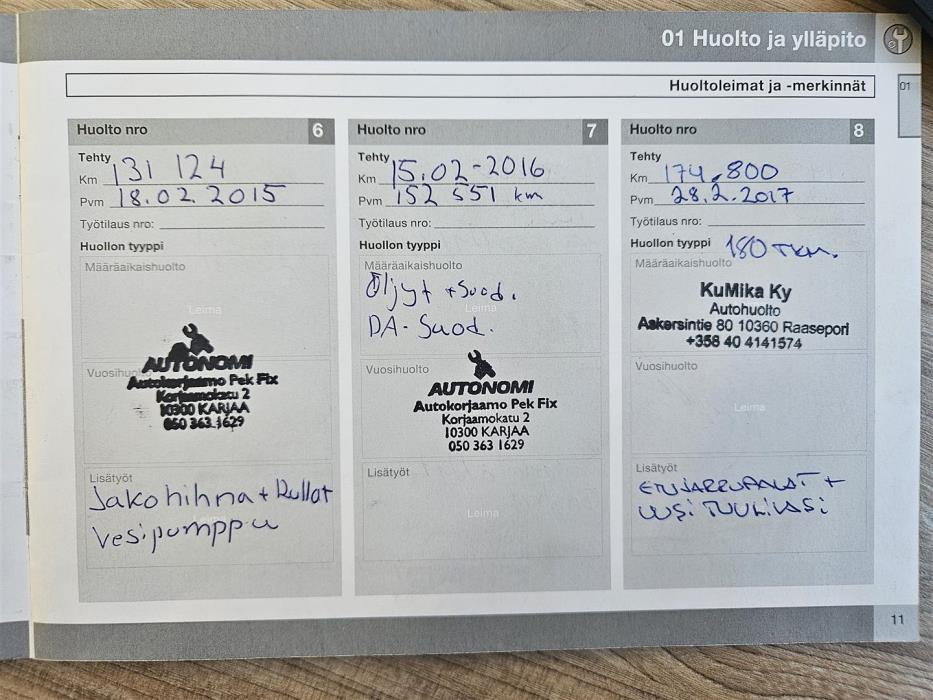 01 Huolto ja ylläpito
Huoltoleimat ja -merkinnät
01
Huolto nro 6
Tehty
Km 131 124
Pvm 18.02.2015
Työtilaus nro:
Huollon tyyppi
Määräaikaishuolto
Leima
Vuosihuolto
AUTONOMI
Autokorjaamo Pek Fix
Korjaamokatu 2
10300 KARJAA
050 363 1629
Lisätyöt
Jakohihna + Rullat
Vesipumppu
Huolto nro 7
Tehty
Km 15.02-2016
Pvm 152 551 km
Työtilaus nro:
Huollon tyyppi
Määräaikaishuolto
Öljyt + Suod.
Leima
DA-Suod.
Vuosihuolto
AUTONOMI
Autokorjaamo Pek Fix
Korjaamokatu 2
10300 KARJAA
050 363 1629
Lisätyöt
Leima
Huolto nro 8
Tehty
Km 174.800
Pvm 28.2.2017
Työtilaus nro:
Huollon tyyppi 180 TKM.
Määräaikaishuolto
KuMika Ky
Autohuolto
Askersintie 80 10360 Raasepori
+358 40 4141574
Vuosihuolto
Leima
Lisätyöt
ETUJARRUPALAT +
UUSI TUULILASI
11